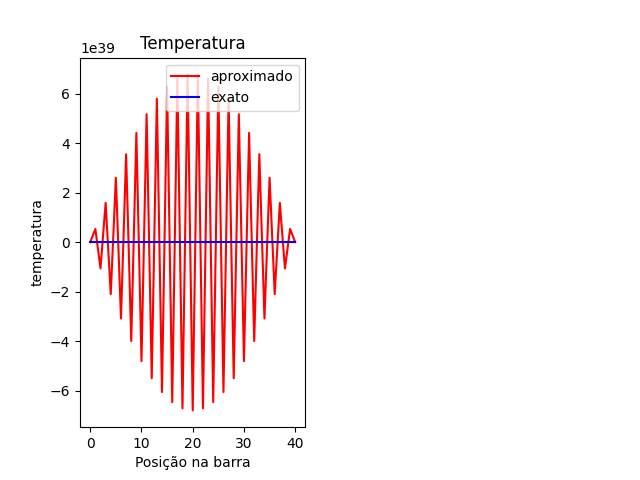 Temperatura
1e39
aproximado
exato
6
4
2
0
−2
−4
−6
temperatura
0 10 20 30 40
Posição na barra